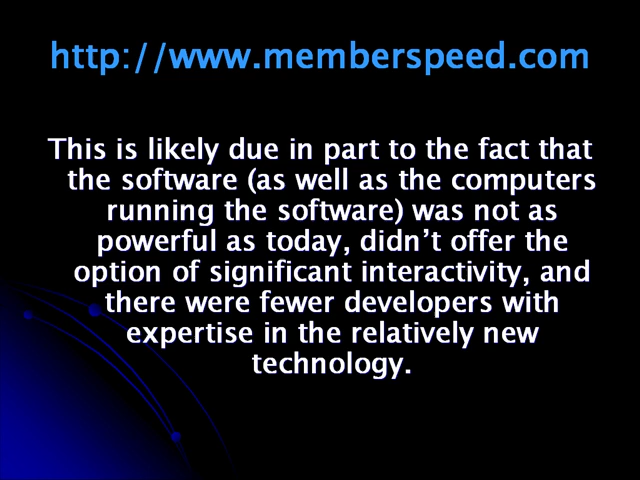 http://www.memberspeed.com
This is likely due in part to the fact that
the software (as well as the computers
running the software) was not as
powerful as today, didn’t offer the
option of significant interactivity, and
there were fewer developers with
expertise in the relatively new
technology.